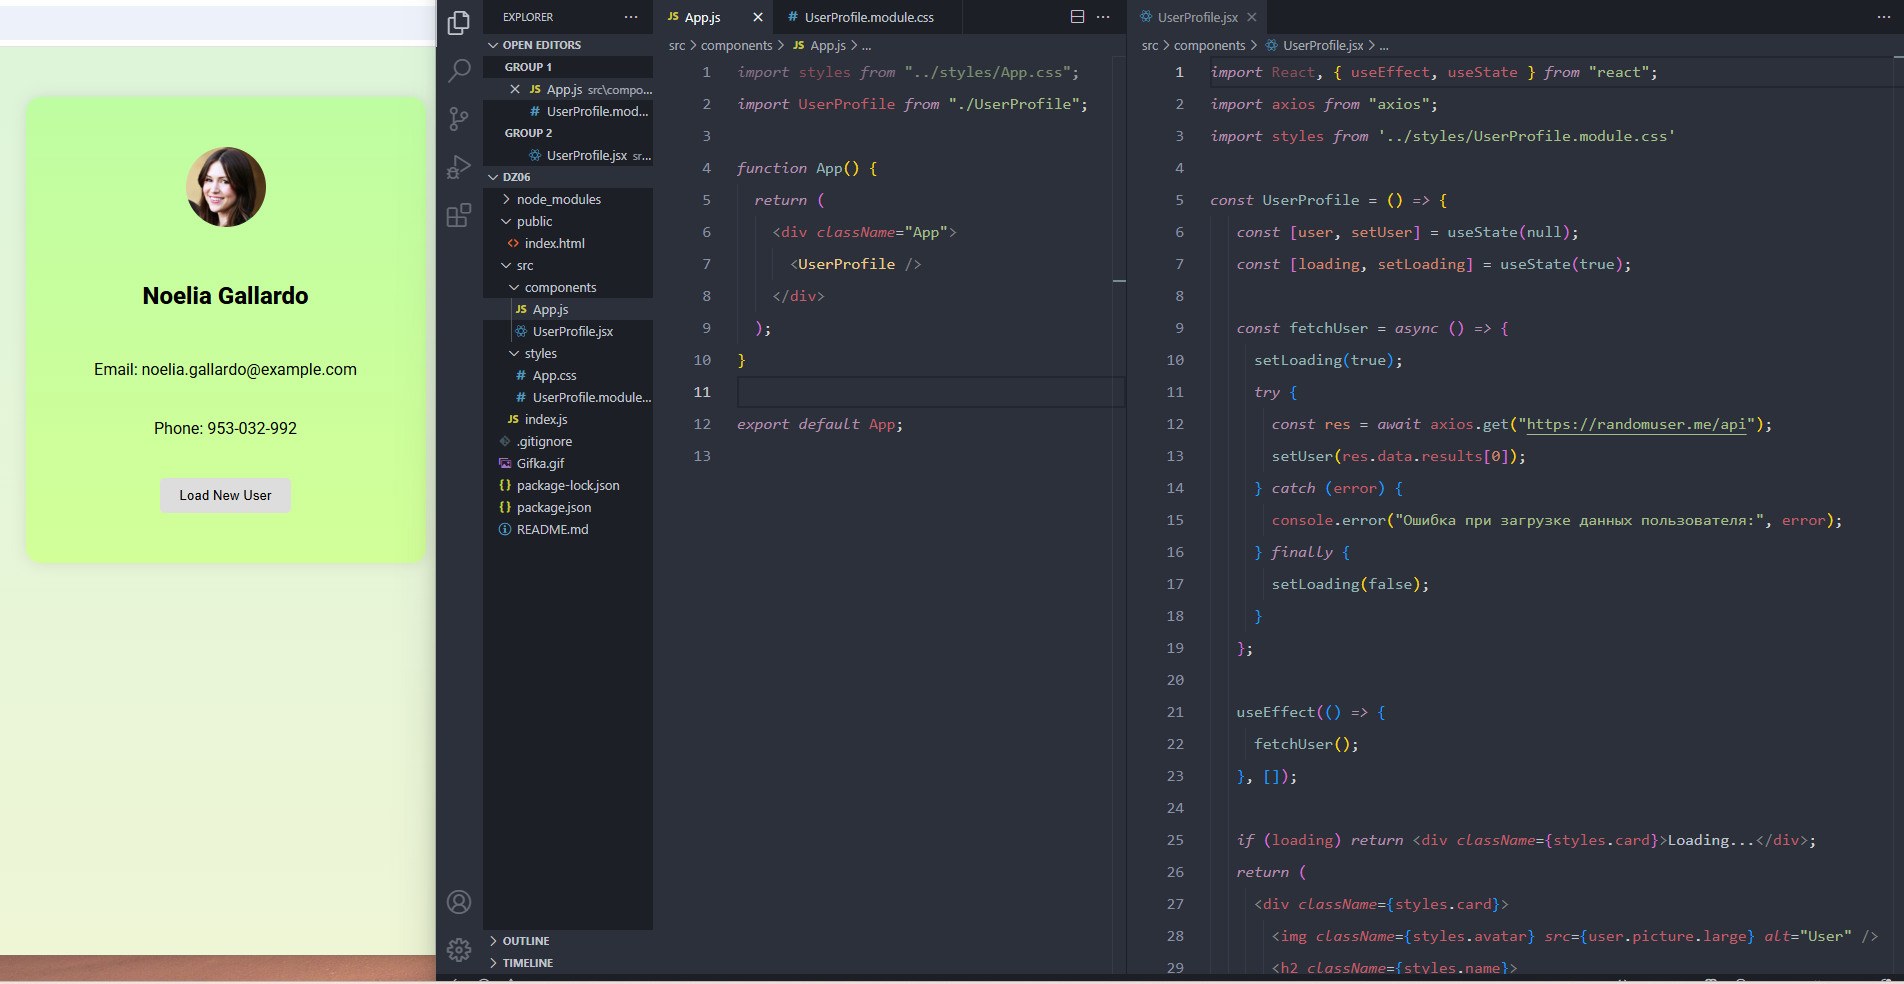 Noelia Gallardo
Email: noelia.gallardo@example.com
Phone: 953-032-992
Load New User
EXPLORER
OPEN EDITORS
GROUP 1
App.js src\compo...
UserProfile.mod...
GROUP 2
UserProfile.jsx sr...
DZ06
node_modules
public
index.html
src
components
App.js
UserProfile.jsx
styles
App.css
UserProfile.module...
index.js
.gitignore
Gifka.gif
package-lock.json
package.json
README.md
OUTLINE
TIMELINE
App.js
UserProfile.module.css
src > components > App.js > ...
1 import styles from "../styles/App.css";
2 import UserProfile from "./UserProfile";
3
4 function App() {
5 return (
6 <div className="App">
7 <UserProfile />
8 </div>
9 );
10 }
11
12 export default App;
13
UserProfile.jsx
src > components > UserProfile.jsx > ...
1 import React, { useEffect, useState } from "react";
2 import axios from "axios";
3 import styles from '../styles/UserProfile.module.css'
4
5 const UserProfile = () => {
6 const [user, setUser] = useState(null);
7 const [loading, setLoading] = useState(true);
8
9 const fetchUser = async () => {
10 setLoading(true);
11 try {
12 const res = await axios.get("https://randomuser.me/api");
13 setUser(res.data.results[0]);
14 } catch (error) {
15 console.error("Ошибка при загрузке данных пользователя:", error);
16 } finally {
17 setLoading(false);
18 }
19 };
20
21 useEffect(() => {
22 fetchUser();
23 }, []);
24
25 if (loading) return <div className={styles.card}>Loading...</div>;
26 return (
27 <div className={styles.card}>
28 <img className={styles.avatar} src={user.picture.large} alt="User" />
29 <h2 className={styles.name}>